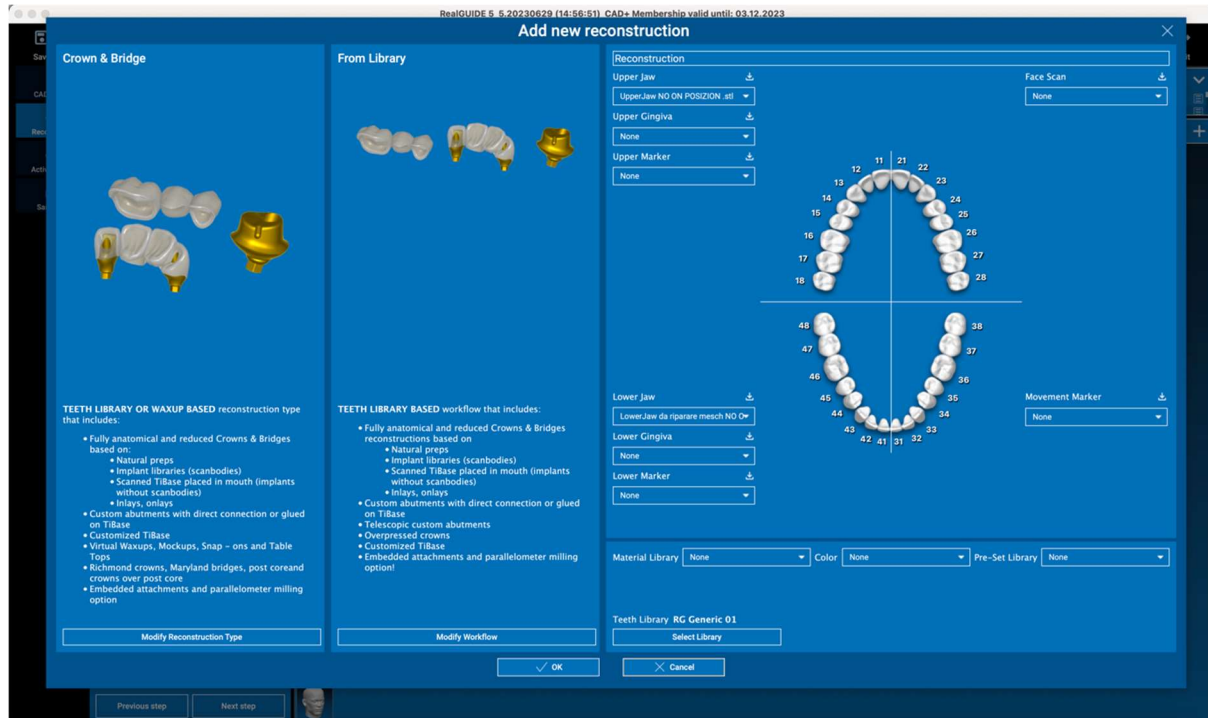 RealGUIDE 5 5.20230629 (14:56:51) CAD+ Membership valid until: 03.12.2023
Add new reconstruction
Crown & Bridge
TEETH LIBRARY OR WAXUP BASED reconstruction type
that includes:
• Fully anatomical and reduced Crowns & Bridges
based on:
• Natural preps
• Implant libraries (scanbodies)
• Scanned TiBase placed in mouth (implants
without scanbodies)
• Inlays, onlays
• Custom abutments with direct connection or glued
on TiBase
• Customized TiBase
• Virtual Waxups, Mockups, Snap – ons and Table
Tops
• Richmond crowns, Maryland bridges, post coreand
crowns over post core
• Embedded attachments and parallelometer milling
option
Modify Reconstruction Type
From Library
TEETH LIBRARY BASED workflow that includes:
• Fully anatomical and reduced Crowns & Bridges
reconstructions based on
• Natural preps
• Implant libraries (scanbodies)
• Scanned TiBase placed in mouth (implants
without scanbodies)
• Inlays, onlays
• Custom abutments with direct connection or glued
on TiBase
• Telescopic custom abutments
• Overpressed crowns
• Customized TiBase
• Embedded attachments and parallelometer milling
option!
Modify Workflow
Reconstruction
Upper Jaw
UpperJaw NO ON POSIZION .stl
Upper Gingiva
None
Upper Marker
None
Face Scan
None
11 21
12 22
13 23
14 24
15 25
16 26
17 27
18 28
48 38
47 37
46 36
45 35
44 34
43 33
42 41 31 32
Lower Jaw
LowerJaw da riparare mesch NO O
Lower Gingiva
None
Lower Marker
None
Movement Marker
None
Material Library None Color None Pre-Set Library None
Teeth Library RG Generic 01
Select Library
OK Cancel
Previous step Next step